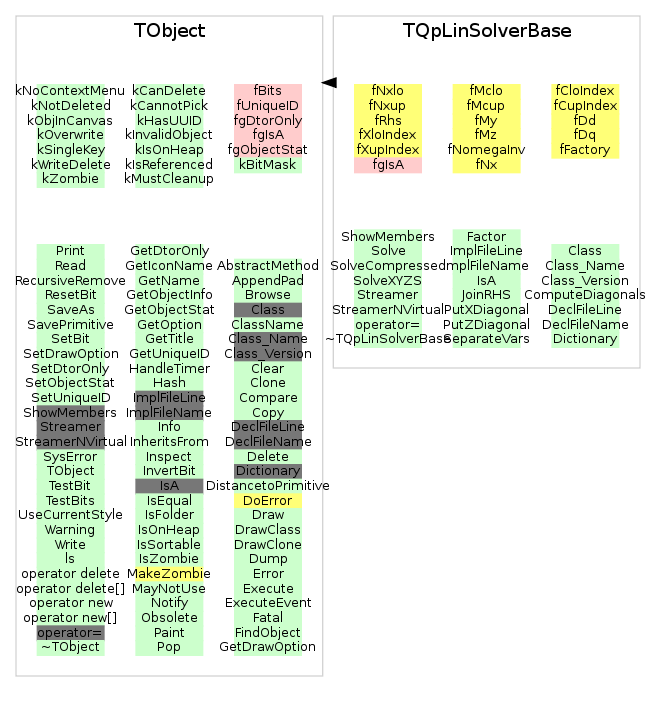 TObject
kNoContextMenu kCanDelete fBits
kNotDeleted kCannotPick fUniqueID
kObjInCanvas kHasUUID fgDtorOnly
kOverwrite kInvalidObject fgIsA
kSingleKey kIsOnHeap fgObjectStat
kWriteDelete kIsReferenced kBitMask
kZombie kMustCleanup
Print GetDtorOnly
Read GetIconName AbstractMethod
RecursiveRemove GetName AppendPad
ResetBit GetObjectInfo Browse
SaveAs GetObjectStat Class
SavePrimitive GetOption ClassName
SetBit GetTitle Class_Name
SetDrawOption GetUniqueID Class_Version
SetDtorOnly HandleTimer Clear
SetObjectStat Hash Clone
SetUniqueID ImplFileLine Compare
ShowMembers ImplFileName Copy
Streamer Info DeclFileLine
StreamerNVirtual InheritsFrom DeclFileName
SysError Inspect Delete
TObject InvertBit Dictionary
TestBit IsA DistancetoPrimitive
TestBits IsEqual DoError
UseCurrentStyle IsFolder Draw
Warning IsOnHeap DrawClass
Write IsSortable DrawClone
ls IsZombie Dump
operator delete MakeZombie Error
operator delete[] MayNotUse Execute
operator new Notify ExecuteEvent
operator new[] Obsolete Fatal
operator= Paint FindObject
~TObject Pop GetDrawOption
TQpLinSolverBase
fNxlo fMclo fCloIndex
fNxup fMcup fCupIndex
fRhs fMy fDd
fXloIndex fMz fDq
fXupIndex fNomegaInv fFactory
fgIsA fNx
ShowMembers Factor
Solve ImplFileLine Class
SolveCompressed ImplFileName Class_Name
SolveXYZS IsA Class_Version
Streamer JoinRHS ComputeDiagonals
StreamerNVirtual PutXDiagonal DeclFileLine
operator= PutZDiagonal DeclFileName
~TQpLinSolverBase SeparateVars Dictionary